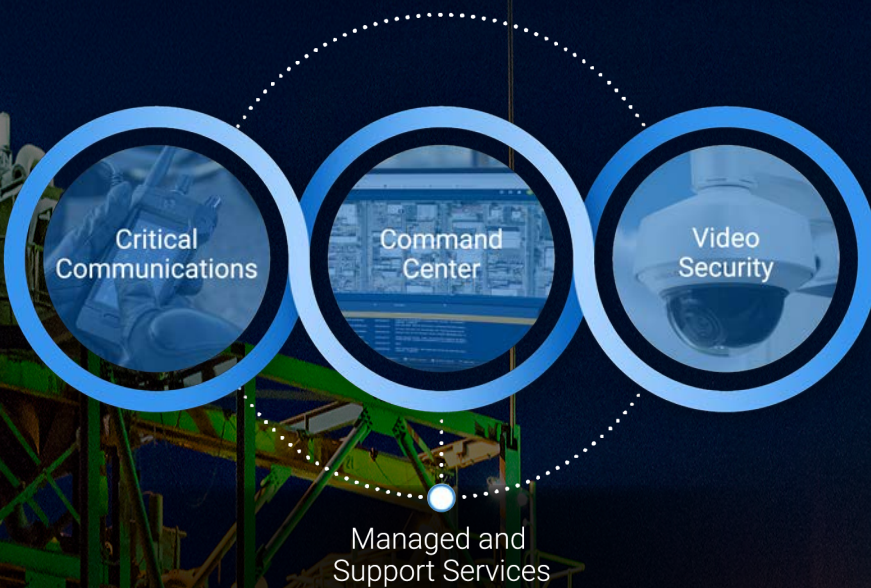 Critical
Communications
Command
Center
Video
Security
Managed and
Support Services